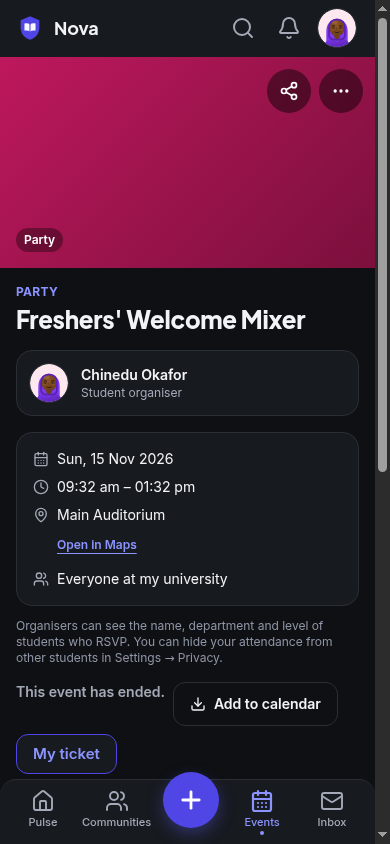 Nova
Party
PARTY
Freshers' Welcome Mixer
Chinedu Okafor
Student organiser
Sun, 15 Nov 2026
09:32 am – 01:32 pm
Main Auditorium
Open in Maps
Everyone at my university
Organisers can see the name, department and level of
students who RSVP. You can hide your attendance from
other students in Settings → Privacy.
This event has ended.
Add to calendar
My ticket
Pulse
Communities
Events
Inbox